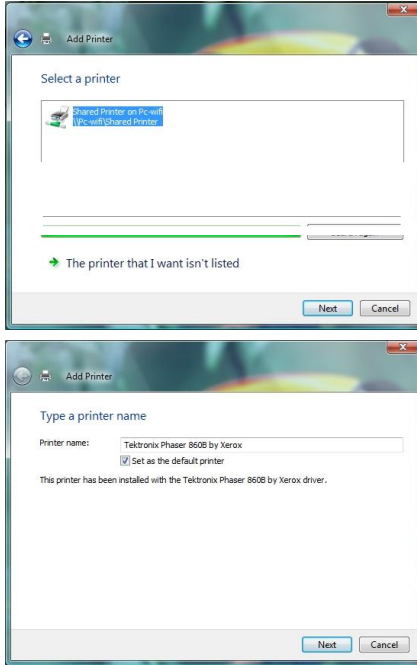 Add Printer
Select a printer
Shared Printer on Pc-wifi
\\Pc-wifi\Shared Printer
The printer that I want isn't listed
Next Cancel
Add Printer
Type a printer name
Printer name: Tektronix Phaser 860B by Xerox
Set as the default printer
This printer has been installed with the Tektronix Phaser 860B by Xerox driver.
Next Cancel